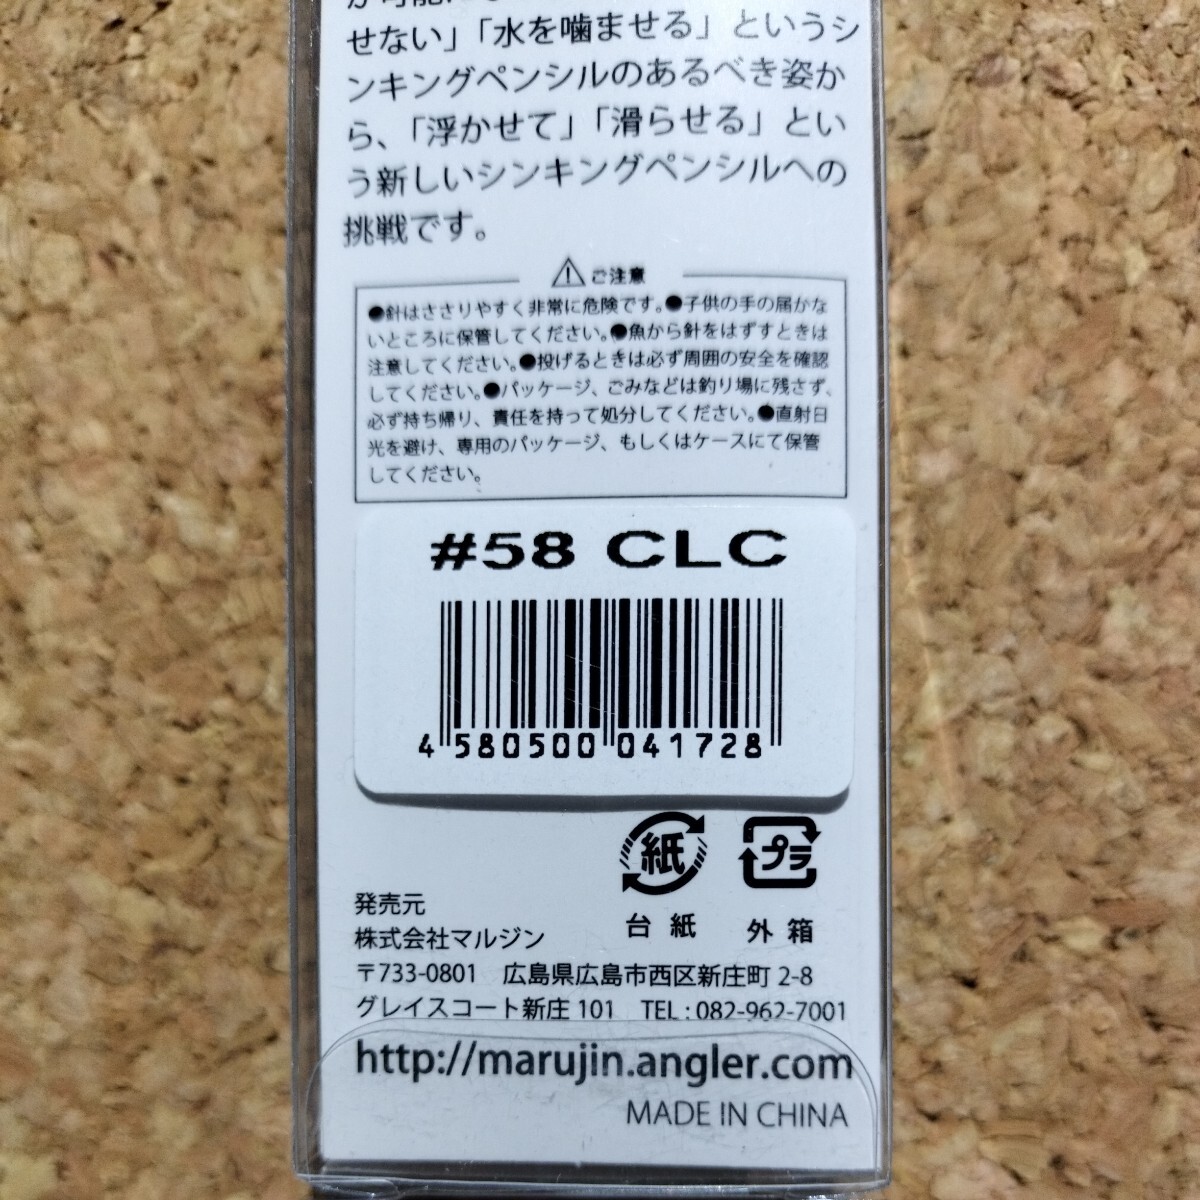 せない」「水を噛ませる」というシ
ンキングペンシルのあるべき姿か
ら、「浮かせて」「滑らせる」とい
う新しいシンキングペンシルへの
挑戦です。
ご注意
●針はささりやすく非常に危険です。●子供の手の届かな
いところに保管してください。●魚から針をはずすときは
注意してください。●投げるときは必ず周囲の安全を確認
してください。●パッケージ、ごみなどは釣り場に残さず、
必ず持ち帰り、責任を持って処分してください。●直射日
光を避け、専用のパッケージ、もしくはケースにて保管
してください。
#58 CLC
4 580500 041728
紙 プラ
台紙 外箱
発売元
株式会社マルジン
〒733-0801 広島県広島市西区新庄町 2-8
グレイスコート新庄 101 TEL : 082-962-7001
http://marujin.angler.com
MADE IN CHINA